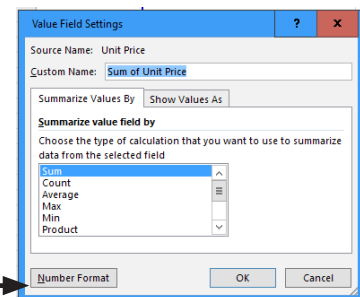 Value Field Settings ? x
Source Name: Unit Price
Custom Name: Sum of Unit Price
Summarize Values By Show Values As
Summarize value field by
Choose the type of calculation that you want to use to summarize
data from the selected field
Sum
Count
Average
Max
Min
Product
Number Format OK Cancel